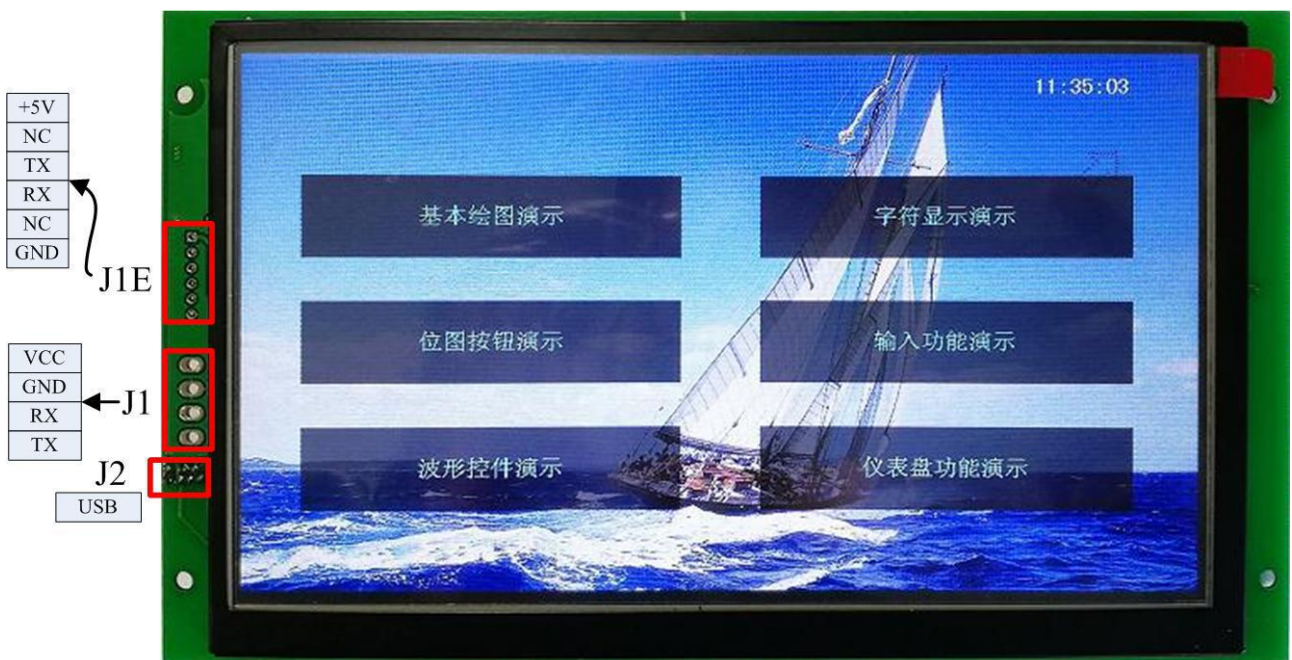 +5V
NC
TX
RX
NC
GND
J1E
VCC
GND
RX
TX
J1
J2
USB
11:35:03
基本绘图演示
字符显示演示
位图按钮演示
输入功能演示
波形控件演示
仪表盘功能演示